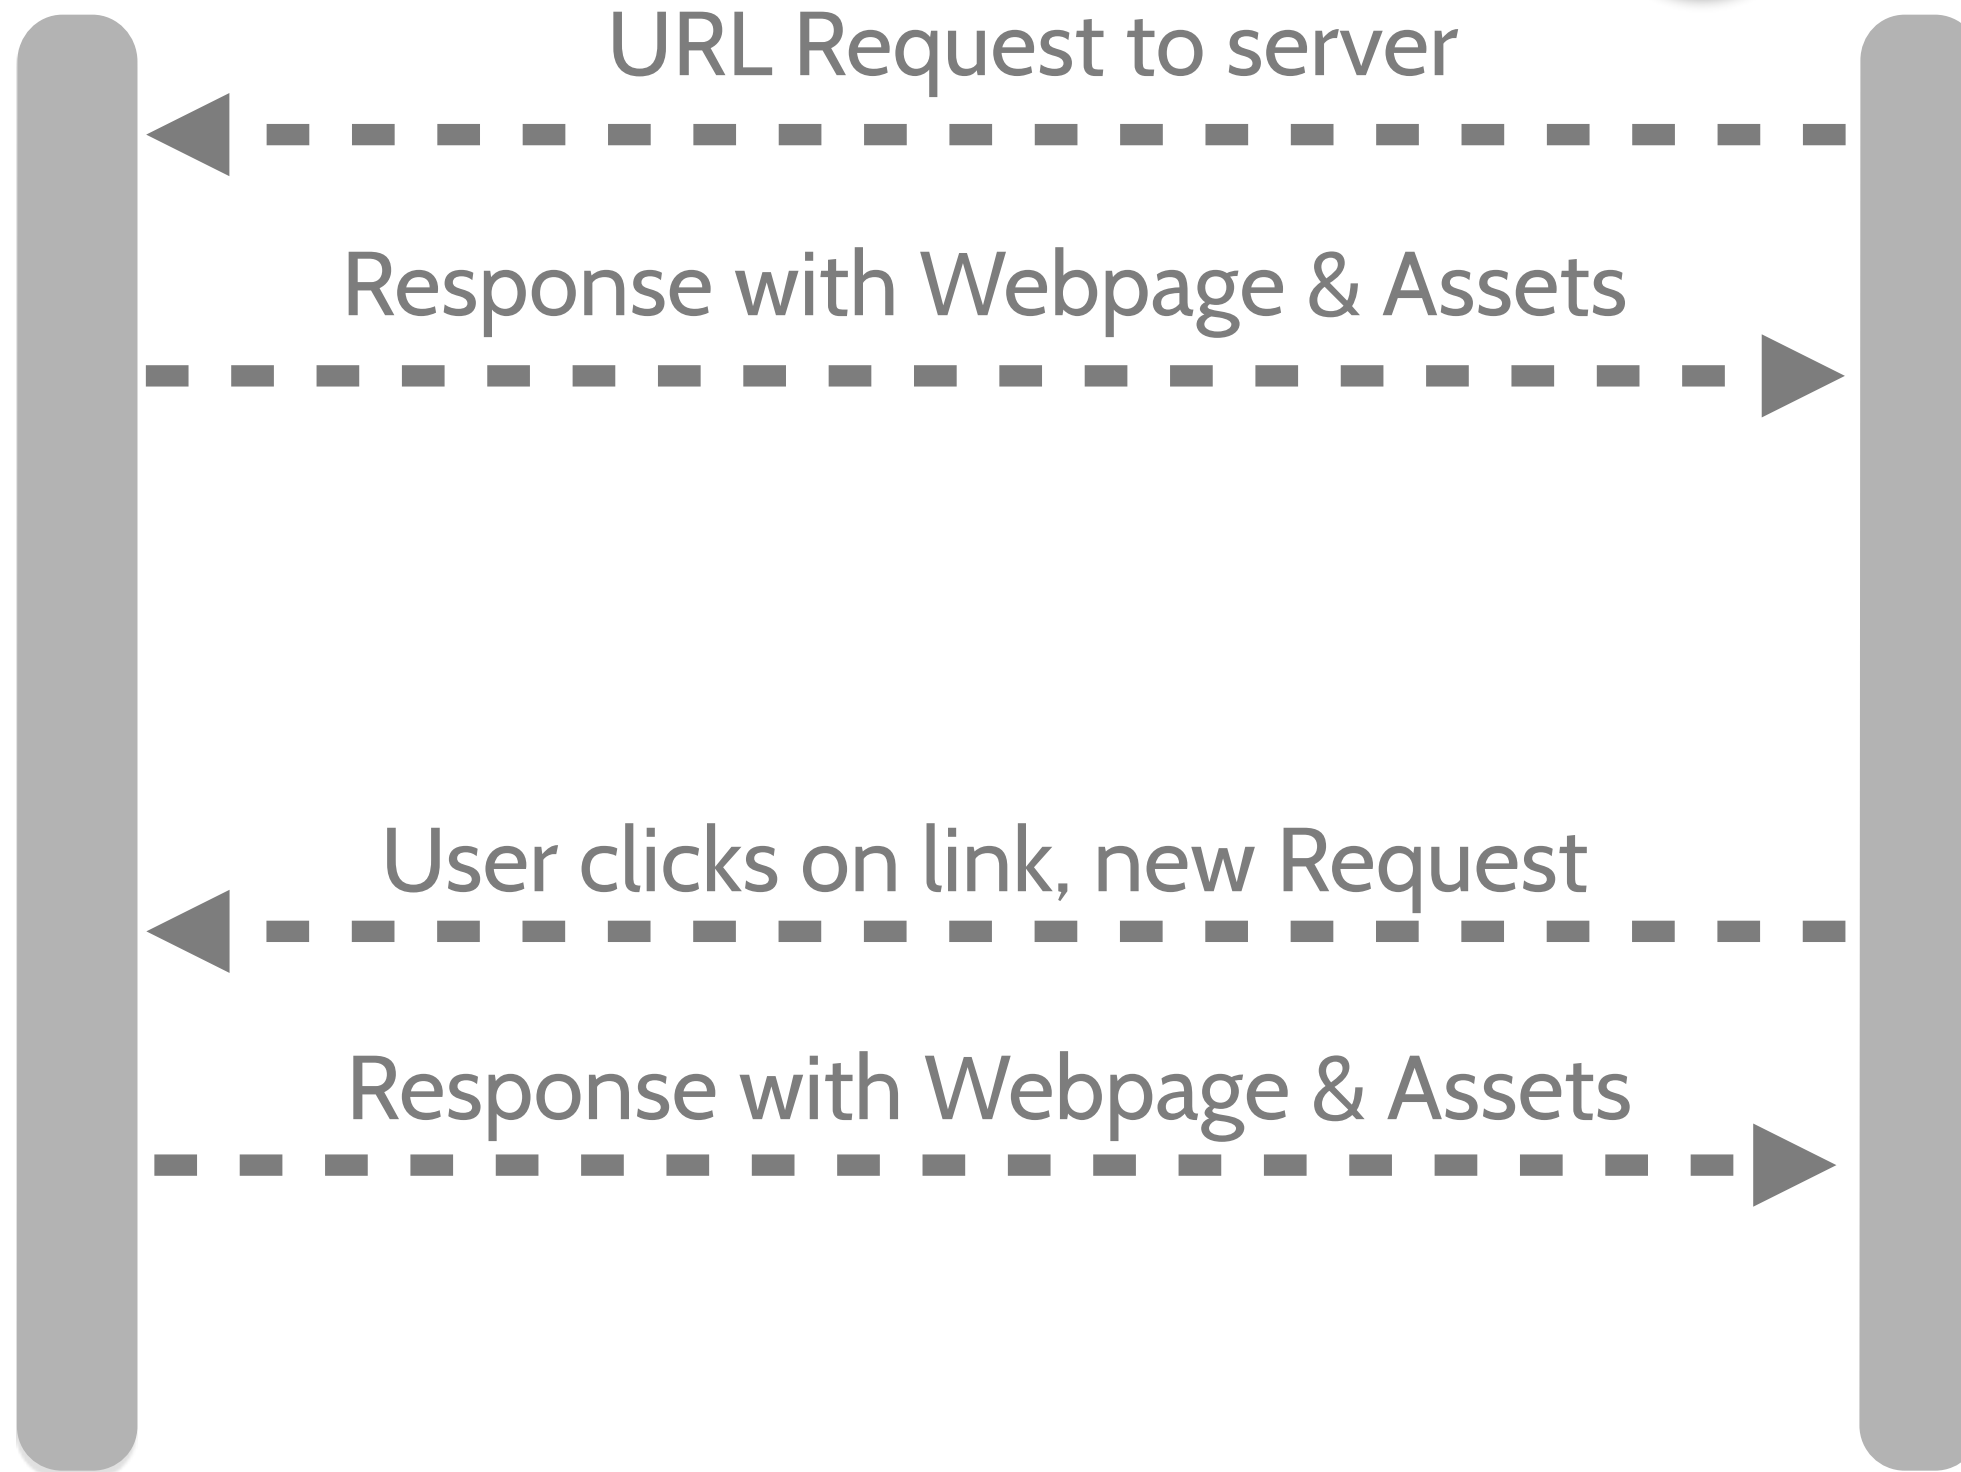 URL Request to server
Response with Webpage & Assets
User clicks on link, new Request
Response with Webpage & Assets